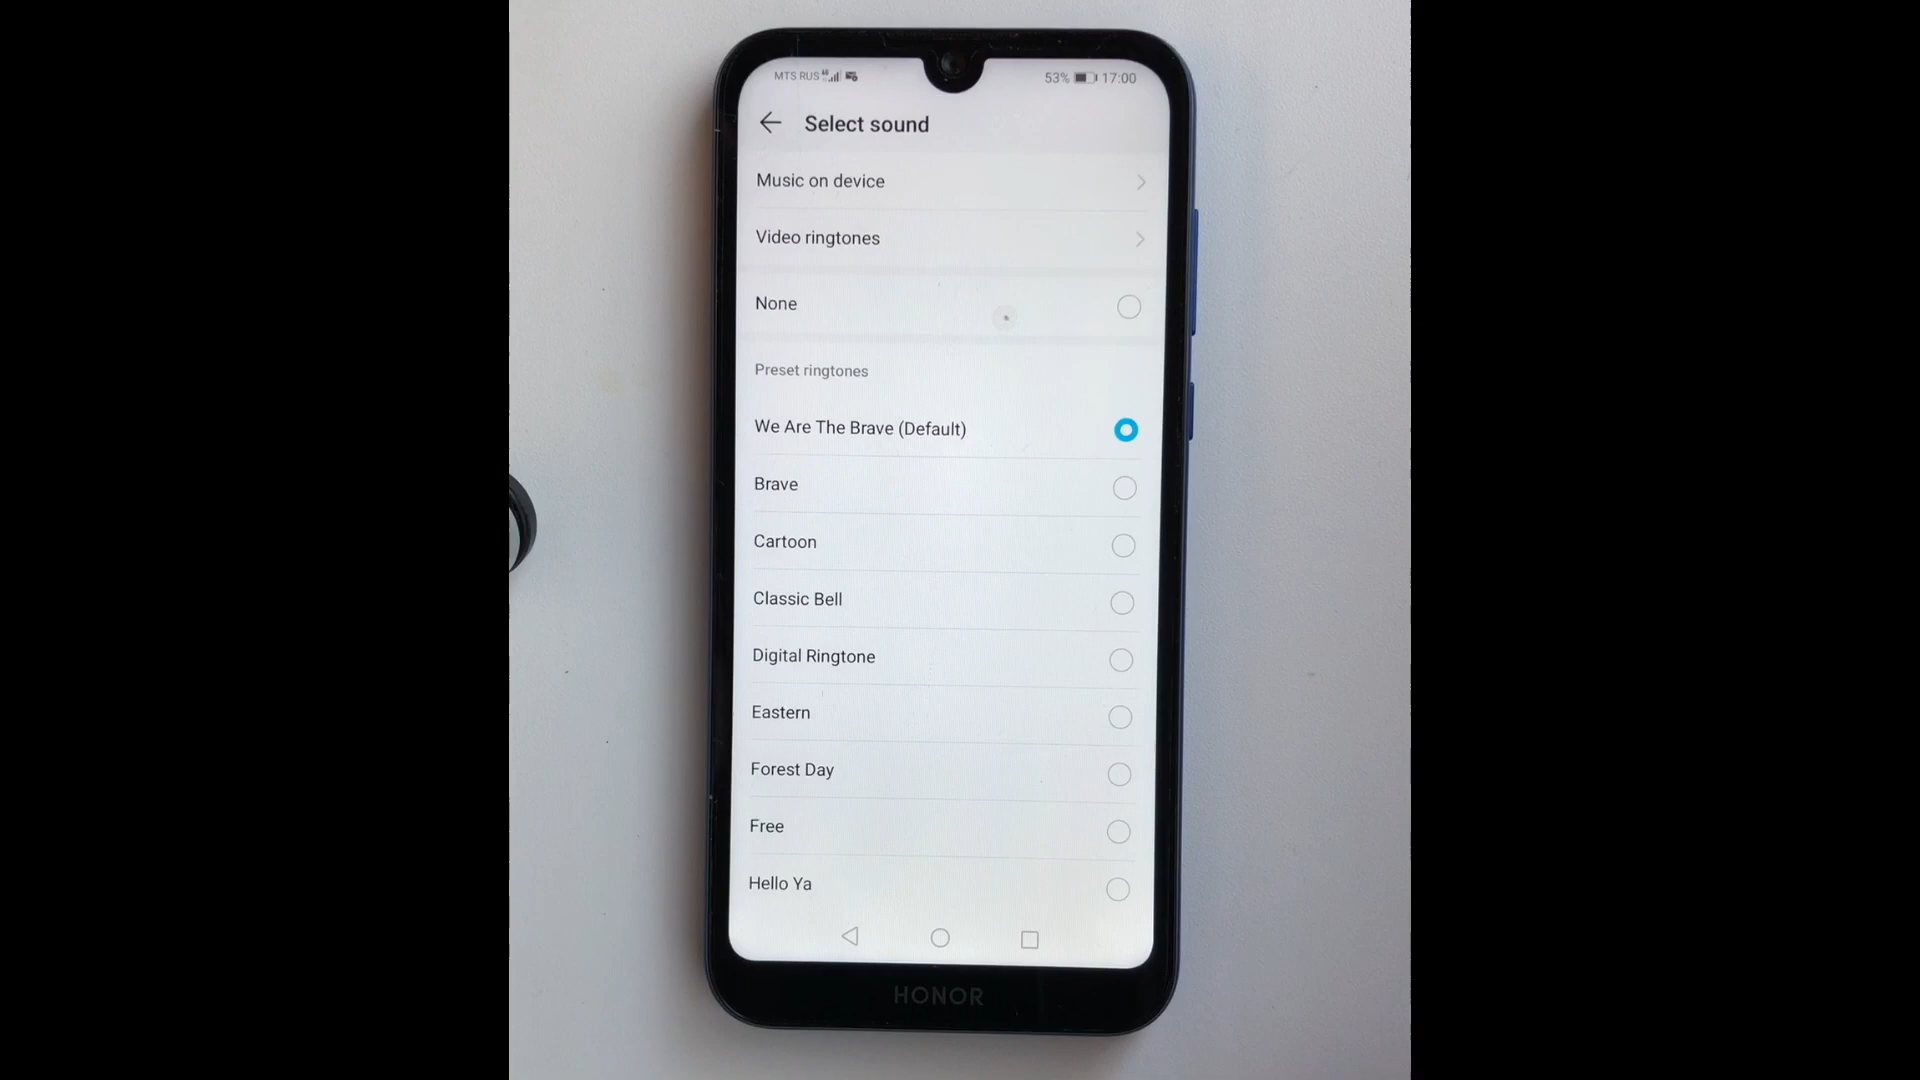 MTS RUS 4G 53% 17:00
Select sound
Music on device
Video ringtones
None
Preset ringtones
We Are The Brave (Default)
Brave
Cartoon
Classic Bell
Digital Ringtone
Eastern
Forest Day
Free
Hello Ya
HONOR